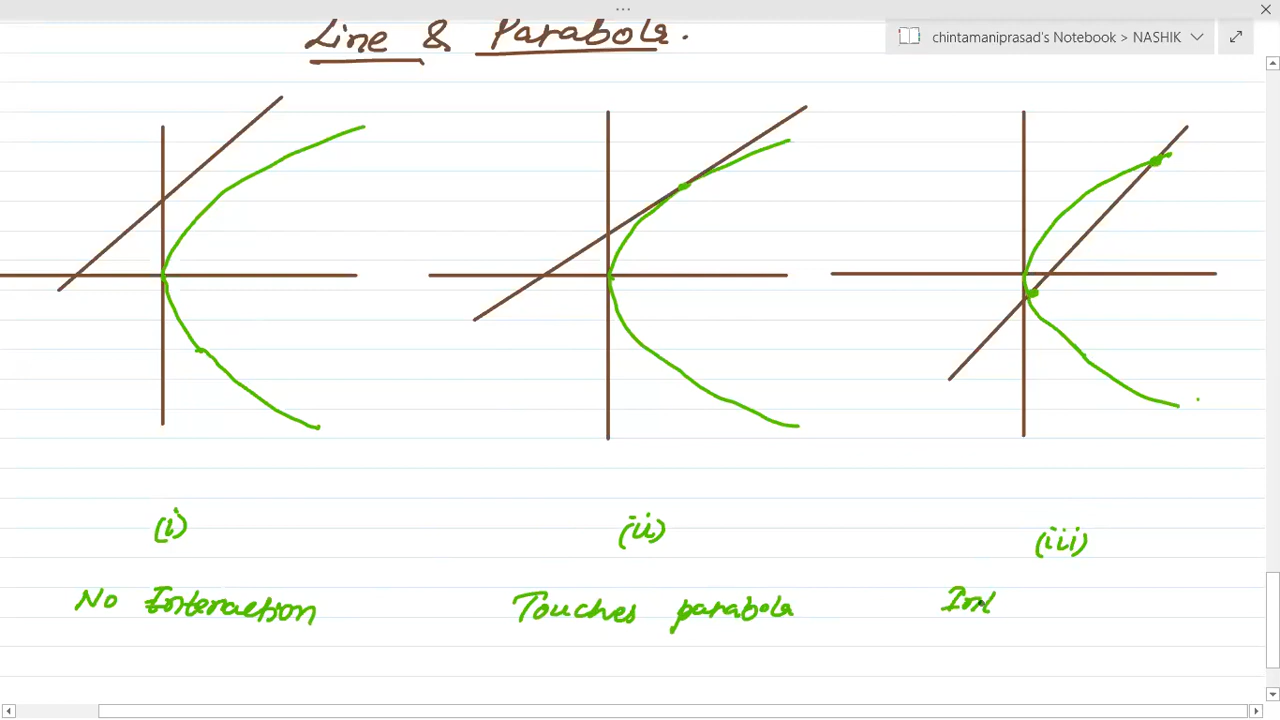 Line & Parabola.
chintamaniprasad's Notebook > NASHIK
(i)
(ii)
(iii)
No Interaction
Touches parabola